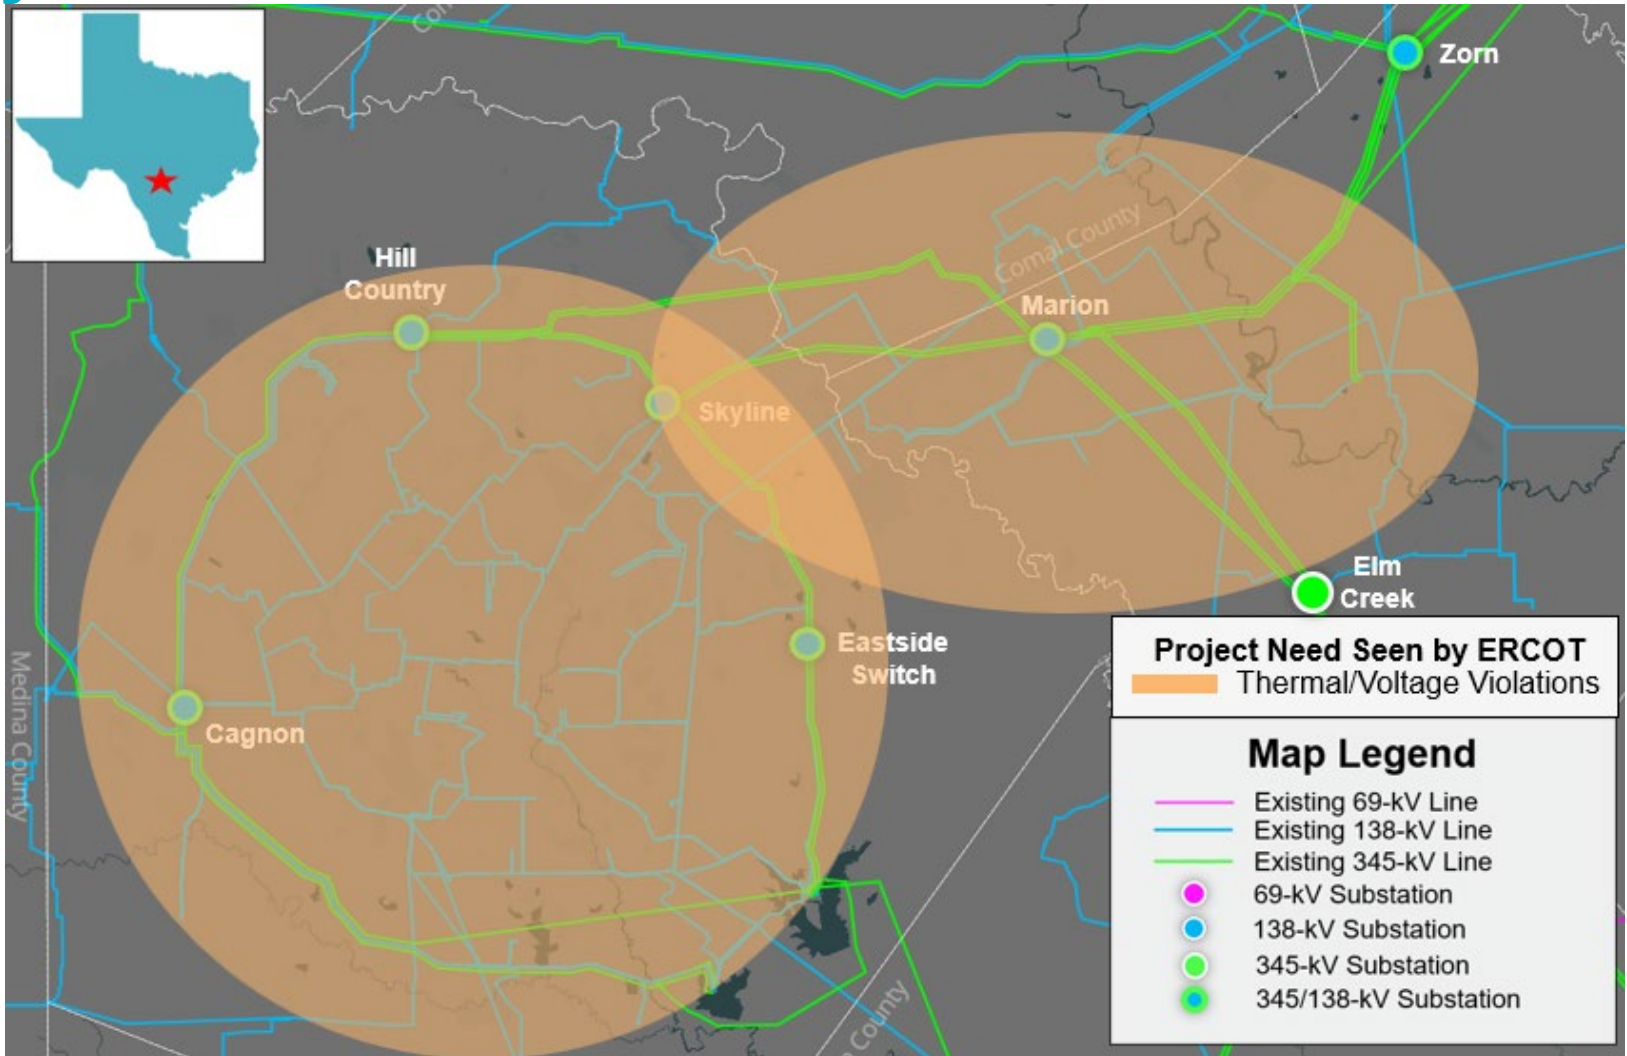 Con
Zorn
Hill
Country
Comal County
Marion
Skyline
Elm
Creek
Eastside
Switch
Medina County
Cagnon
Project Need Seen by ERCOT
Thermal/Voltage Violations
Map Legend
Existing 69-kV Line
Existing 138-kV Line
Existing 345-kV Line
69-kV Substation
138-kV Substation
345-kV Substation
345/138-kV Substation
County